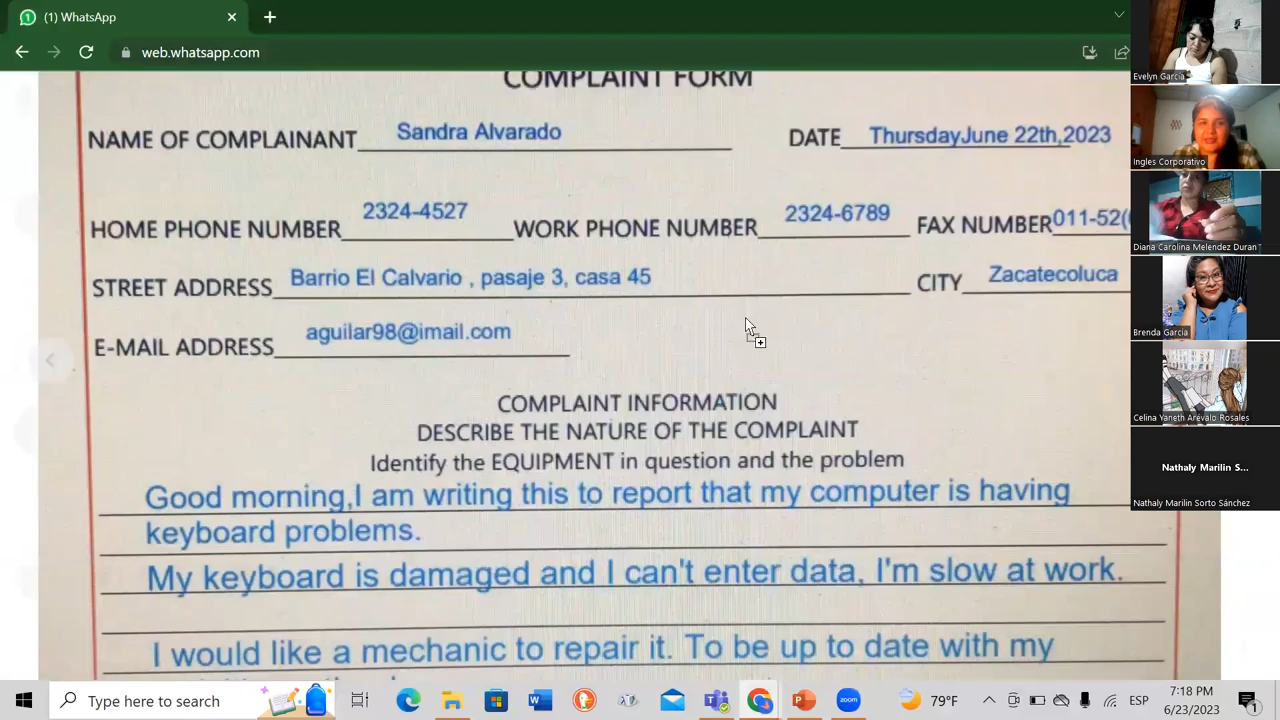 (1) WhatsApp
web.whatsapp.com
COMPLAINT FORM
NAME OF COMPLAINANT Sandra Alvarado DATE ThursdayJune 22th,2023
HOME PHONE NUMBER 2324-4527 WORK PHONE NUMBER 2324-6789 FAX NUMBER 011-52(
STREET ADDRESS Barrio El Calvario , pasaje 3, casa 45 CITY Zacatecoluca
E-MAIL ADDRESS aguilar98@imail.com
COMPLAINT INFORMATION
DESCRIBE THE NATURE OF THE COMPLAINT
Identify the EQUIPMENT in question and the problem
Good morning,I am writing this to report that my computer is having
keyboard problems.
My keyboard is damaged and I can't enter data, I'm slow at work.
I would like a mechanic to repair it. To be up to date with my
Evelyn Garcia
Ingles Corporativo
Diana Carolina Melendez Duran
Brenda Garcia
Celina Yaneth Arévalo Rosales
Nathaly Marilin S...
Nathaly Marilin Sorto Sánchez
Type here to search
zoom
79°F
ESP
7:18 PM
6/23/2023
1